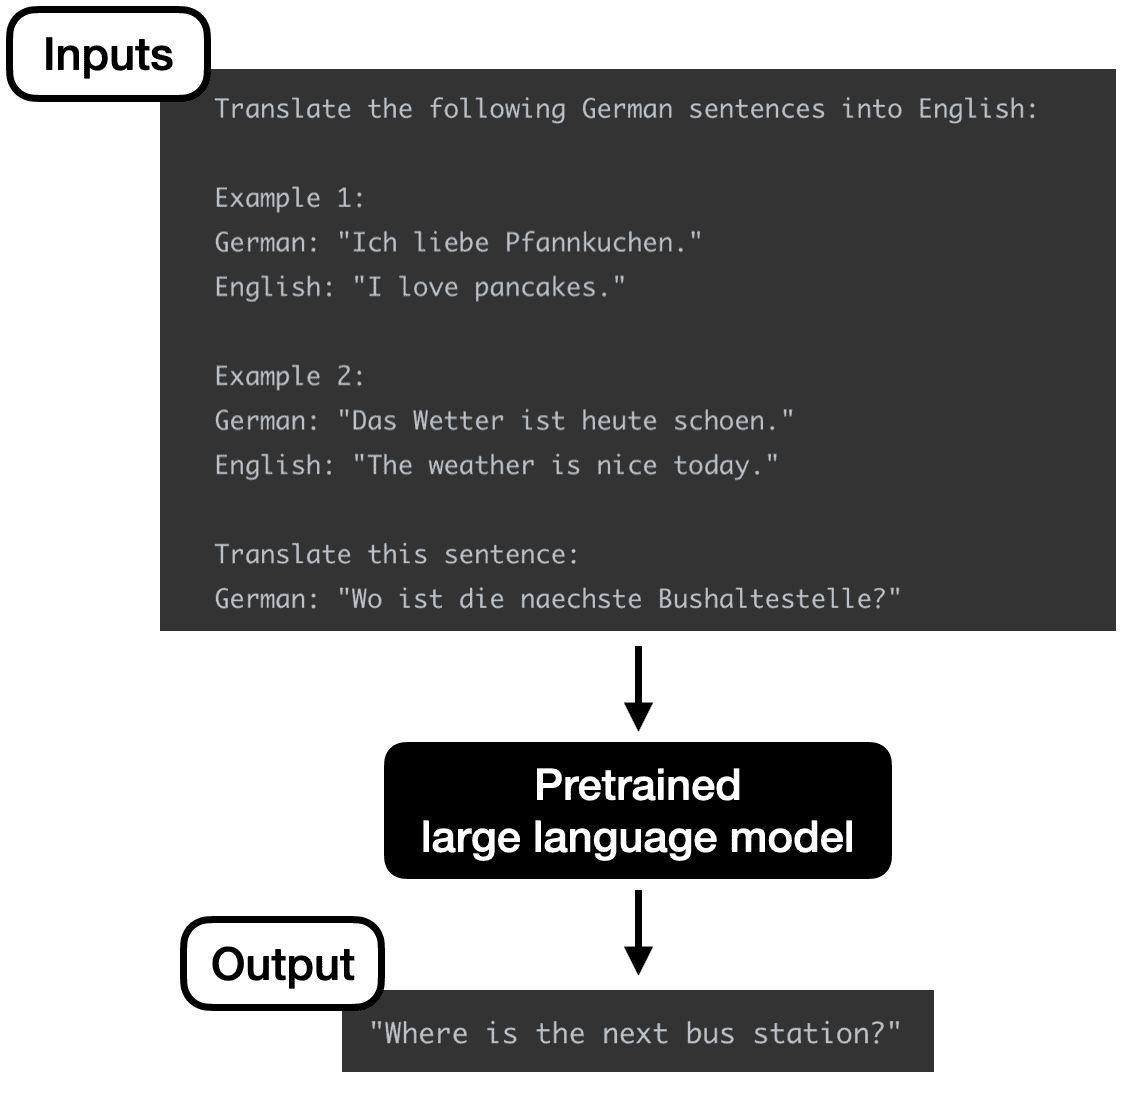 Inputs
Translate the following German sentences into English:
Example 1:
German: "Ich liebe Pfannkuchen."
English: "I love pancakes."
Example 2:
German: "Das Wetter ist heute schoen."
English: "The weather is nice today."
Translate this sentence:
German: "Wo ist die naechste Bushaltestelle?"
Pretrained
large language model
Output
"Where is the next bus station?"